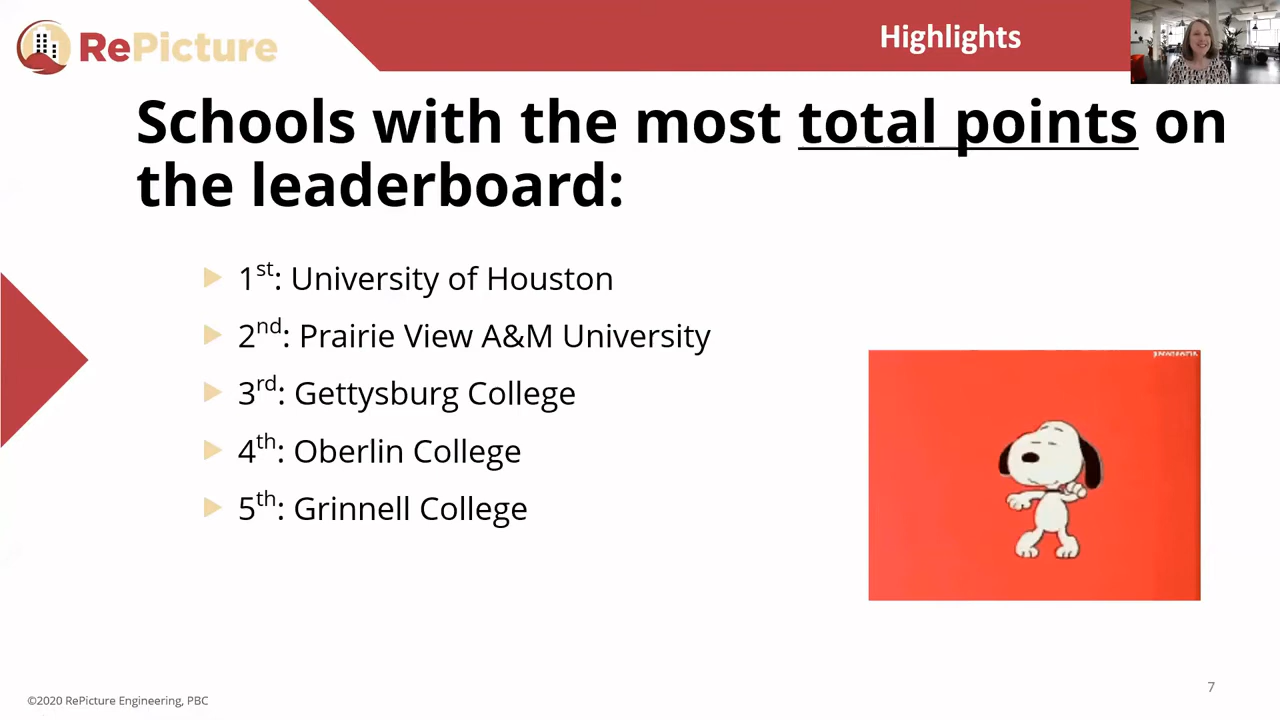 RePicture
Highlights
Schools with the most total points on
the leaderboard:
1st: University of Houston
2nd: Prairie View A&M University
3rd: Gettysburg College
4th: Oberlin College
5th: Grinnell College
©2020 RePicture Engineering, PBC
7